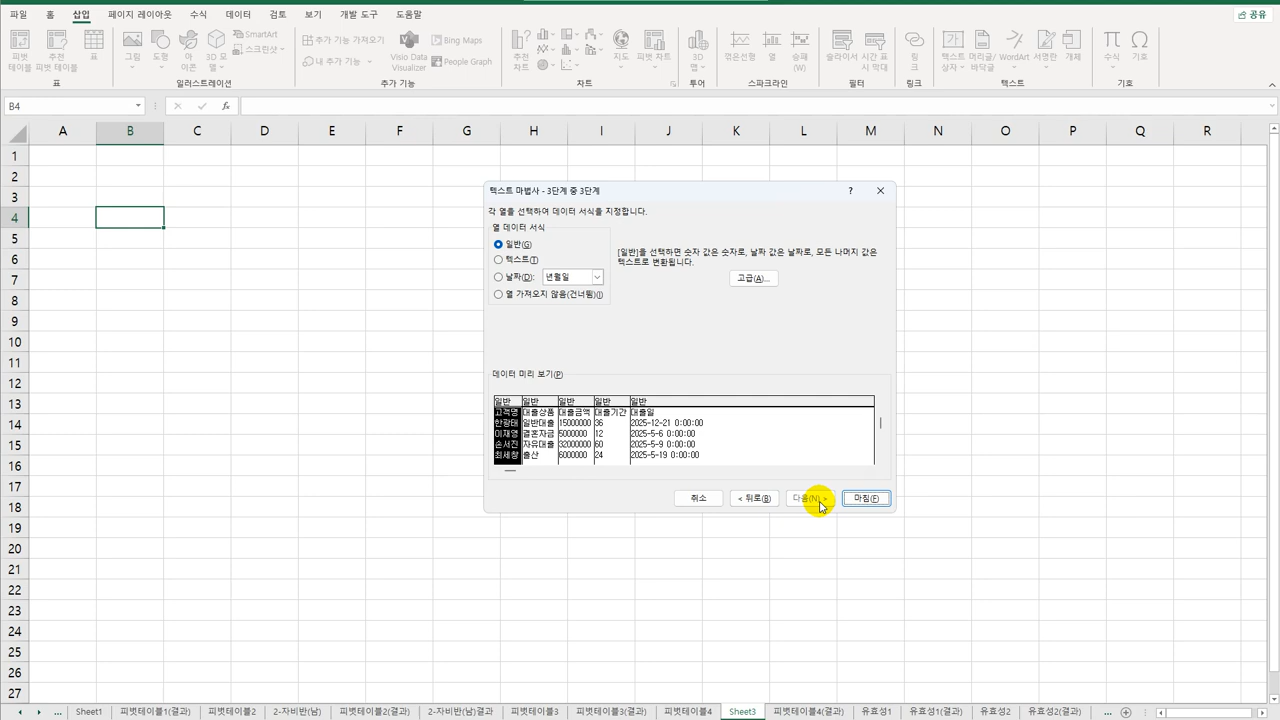 파일 홈 삽입 페이지 레이아웃 수식 데이터 검토 보기 개발 도구 도움말 공유
피벗 테이블 추천 피벗 테이블 표 그림 도형 아이콘 3D 모델 SmartArt 스크린샷 추가 기능 가져오기 내 추가 기능 Visio Data Visualizer Bing Maps People Graph 추천 차트 지도 피벗 차트 3D 맵 꺾은선형 열 승패(W) 슬라이서 시간 표시 막대 링크 텍스트 상자 머리글/바닥글 WordArt 서명란 개체 수식 기호
표 일러스트레이션 추가 기능 차트 투어 스파크라인 필터 링크 텍스트 기호
B4 fx
A B C D E F G H I J K L M N O P Q R
1
2
3
4
5
6
7
8
9
10
11
12
13
14
15
16
17
18
19
20
21
22
23
24
25
26
27
텍스트 마법사 - 3단계 중 3단계 ?
각 열을 선택하여 데이터 서식을 지정합니다.
열 데이터 서식
일반(G)
텍스트(T)
날짜(D): 년월일
열 가져오지 않음(건너뜀)(I)
[일반]을 선택하면 숫자 값은 숫자로, 날짜 값은 날짜로, 모든 나머지 값은
텍스트로 변환됩니다.
고급(A)...
데이터 미리 보기(P)
일반 일반 일반 일반 일반
고객명 대출상품 대출금액 대출기간 대출일
한광태 일반대출 15000000 36 2025-12-21 0:00:00
이재영 결혼자금 5000000 12 2025-5-6 0:00:00
손서진 자유대출 32000000 60 2025-5-9 0:00:00
최세창 출산 6000000 24 2025-5-19 0:00:00
취소 < 뒤로(B) 다음(N) > 마침(F)
... Sheet1 피벗테이블1(결과) 피벗테이블2 2-자비반(남) 피벗테이블2(결과) 2-자비반(남)결과 피벗테이블3 피벗테이블3(결과) 피벗테이블4 Sheet3 피벗테이블4(결과) 유효성1 유효성1(결과) 유효성2 유효성2(결과) ...